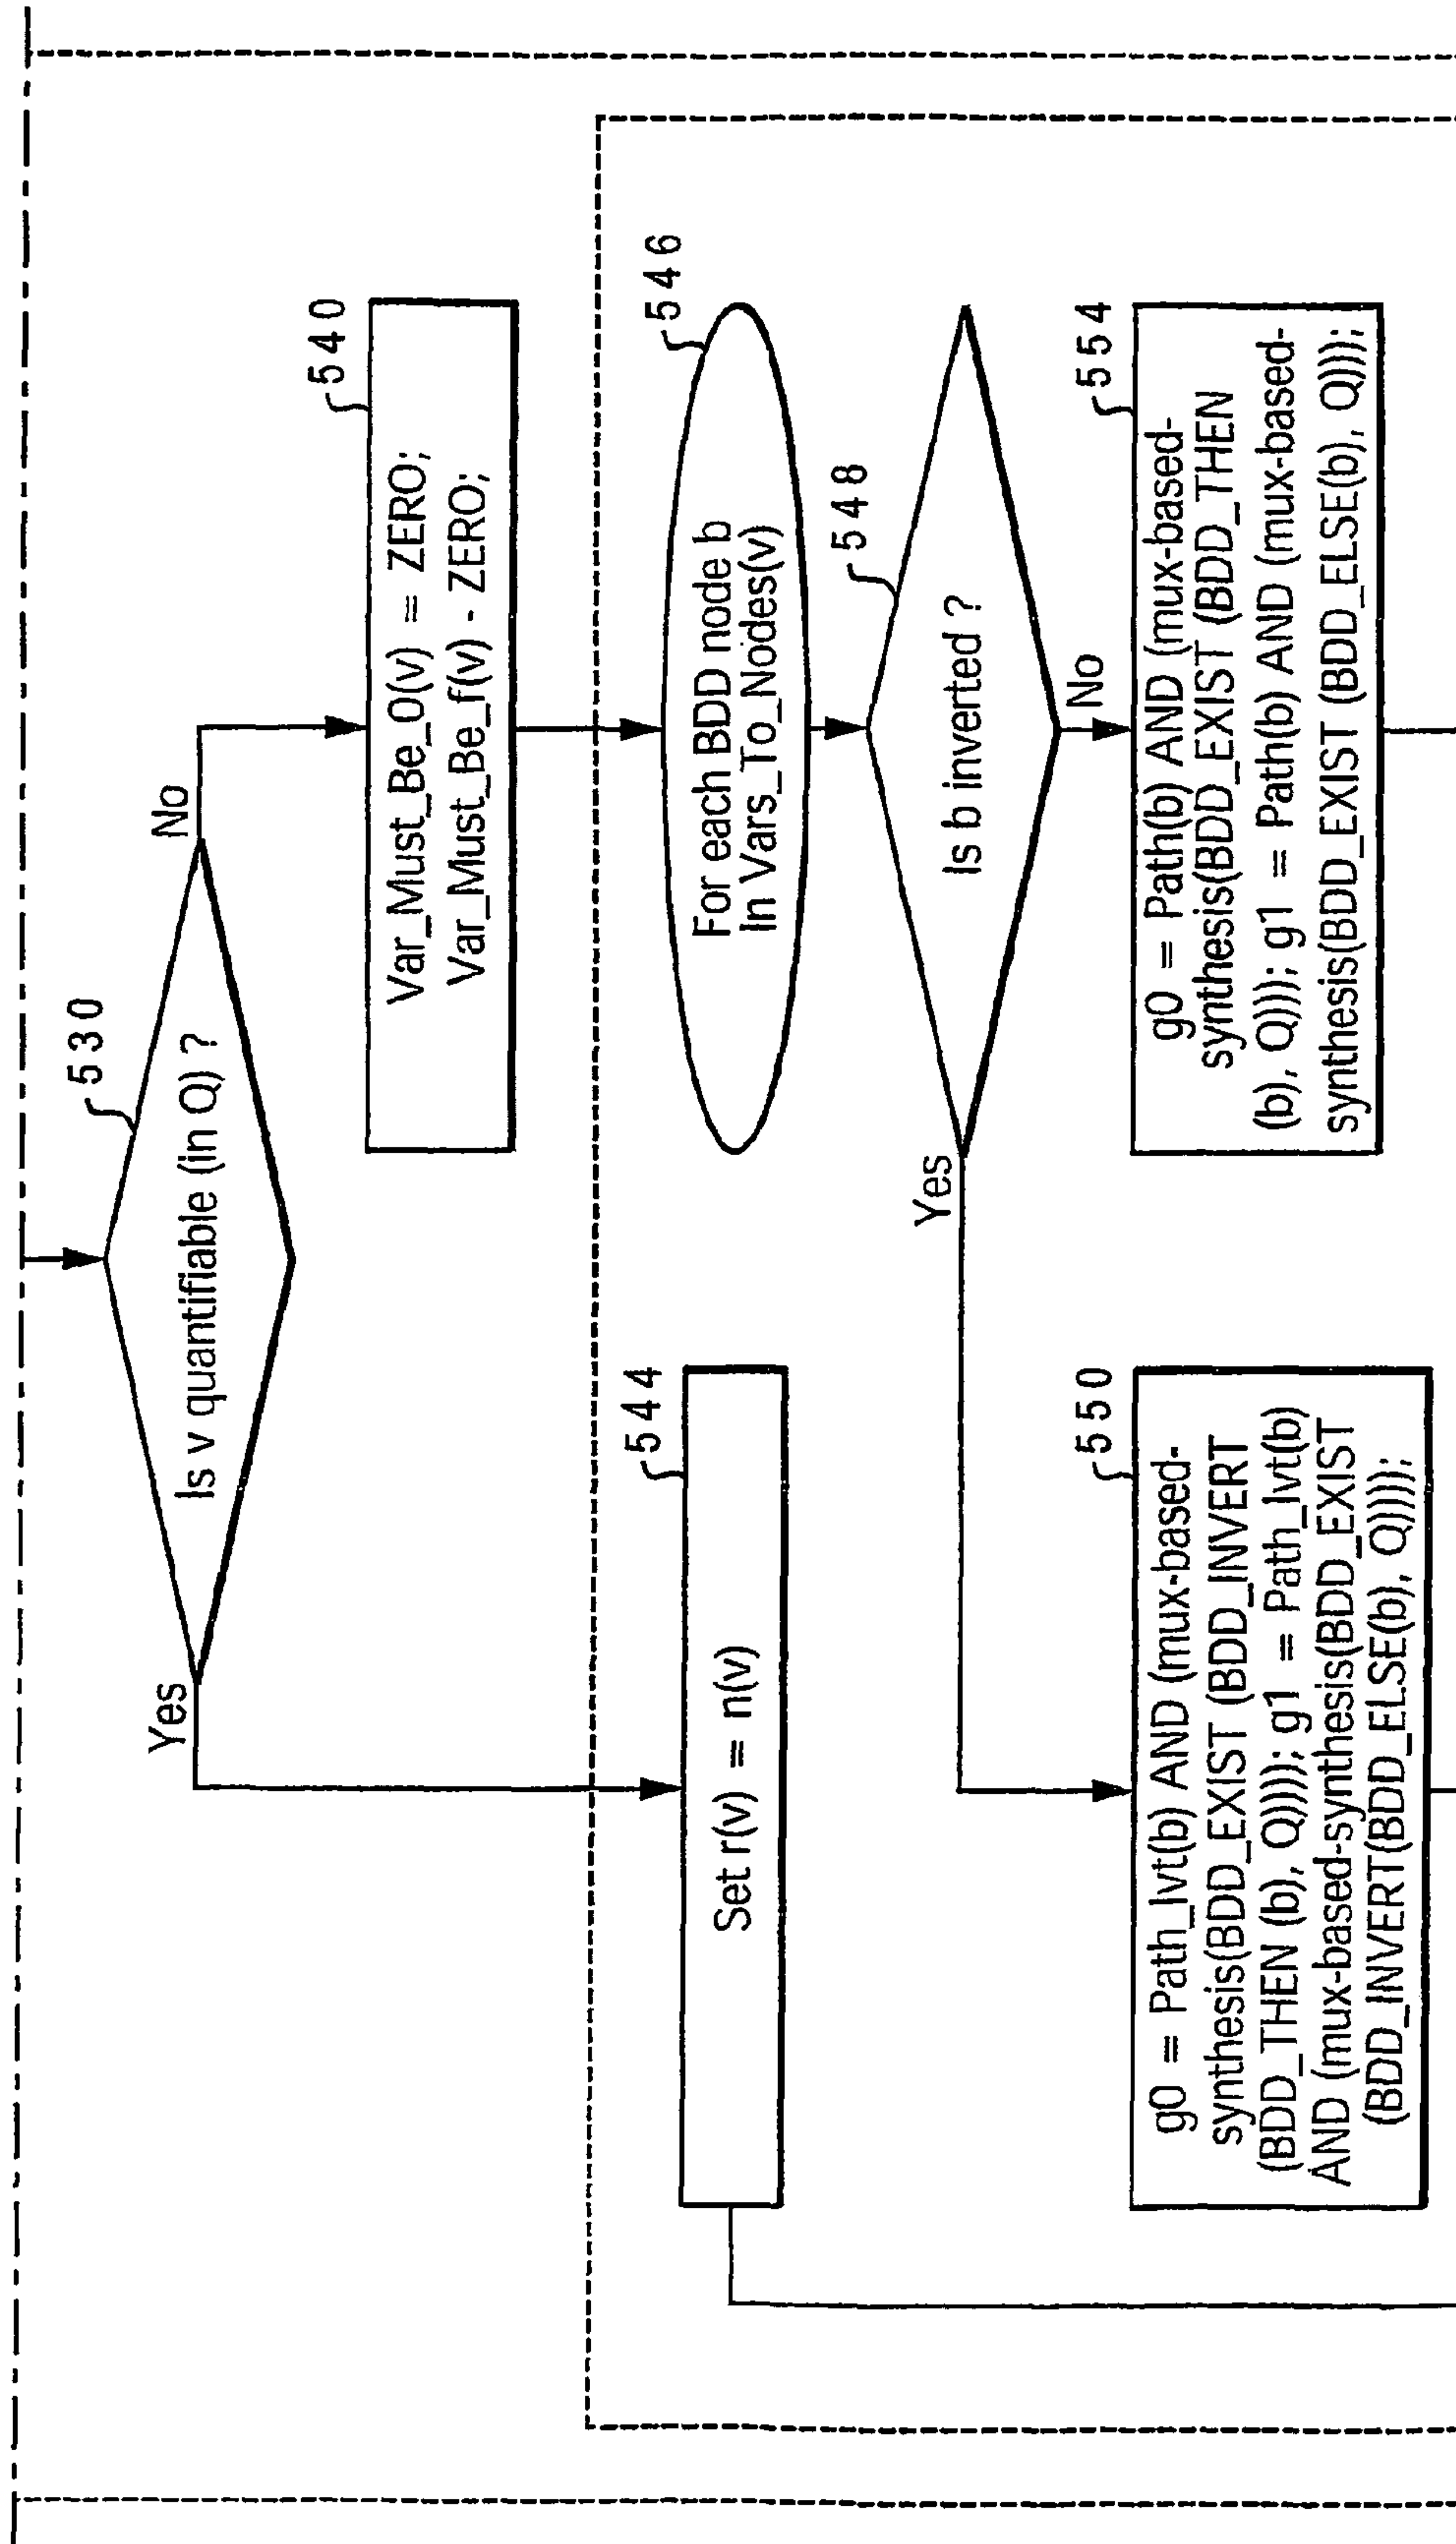 530
Is v quantifiable (in Q) ?
Yes
No
540
Var_Must_Be_0(v) = ZERO;
Var_Must_Be_f(v) - ZERO;
544
Set r(v) = n(v)
546
For each BDD node b
In Vars_To_Nodes(v)
548
Is b inverted ?
Yes
No
550
g0 = Path_Ivt(b) AND (mux-based-
synthesis(BDD_EXIST (BDD_INVERT
(BDD_THEN (b), Q))))); g1 = Path_Ivt(b)
AND (mux-based-synthesis(BDD_EXIST
(BDD_INVERT(BDD_ELSE(b), Q)))));
554
g0 = Path(b) AND (mux-based-
synthesis(BDD_EXIST (BDD_THEN
(b), Q))); g1 = Path(b) AND (mux-based-
synthesis(BDD_EXIST (BDD_ELSE(b), Q))));